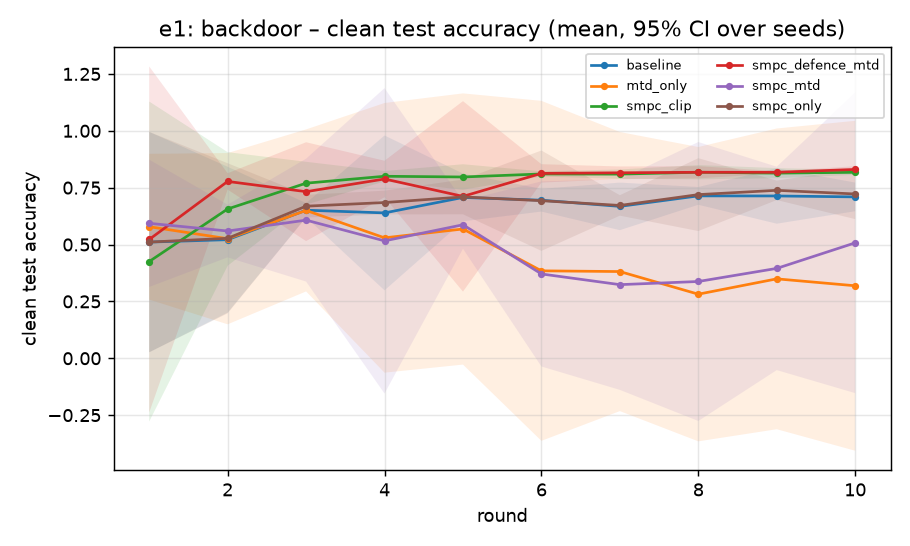 e1: backdoor – clean test accuracy (mean, 95% CI over seeds)
baseline
mtd_only
smpc_clip
smpc_defence_mtd
smpc_mtd
smpc_only
clean test accuracy
1.25
1.00
0.75
0.50
0.25
0.00
−0.25
2 4 6 8 10
round